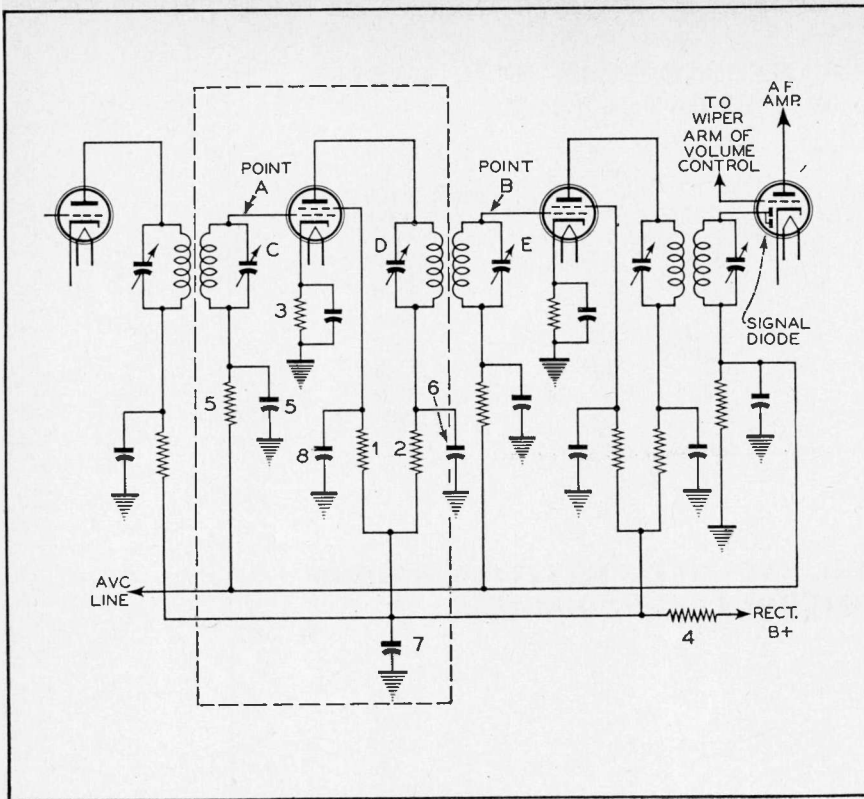 AF
AMP.
TO
WIPER
ARM OF
VOLUME
CONTROL
POINT
A
POINT
B
C
D
E
SIGNAL
DIODE
3
5
5
6
8
1
2
AVC
LINE
RECT.
B+
4
7